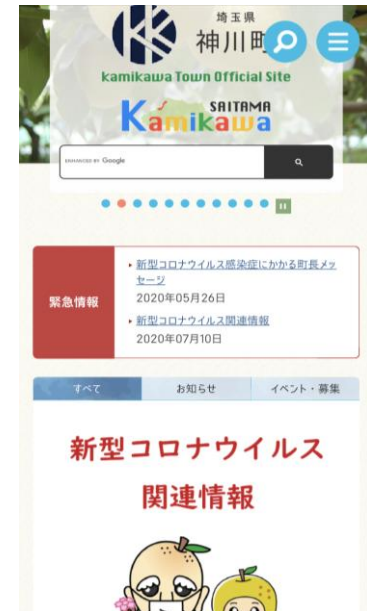 埼玉県
神川町
kamikawa Town Official Site
SAITAMA
Kamikawa
ENHANCED BY Google
緊急情報
新型コロナウイルス感染症にかかる町長メッ
セージ
2020年05月26日
新型コロナウイルス関連情報
2020年07月10日
すべて
お知らせ
イベント・募集
新型コロナウイルス
関連情報